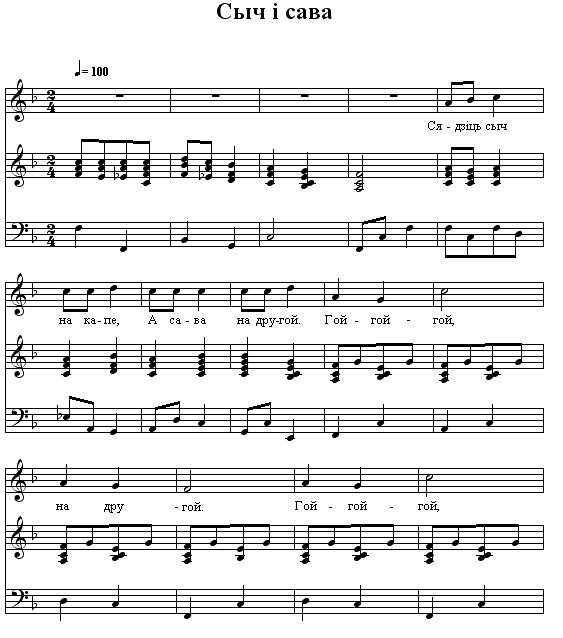 Сыч і сава
♩= 100
Ся - дзіць сыч
на ка- пе, А са - ва на дру-гой. Гой - гой - гой,
на дру - гой. Гой - гой - гой,